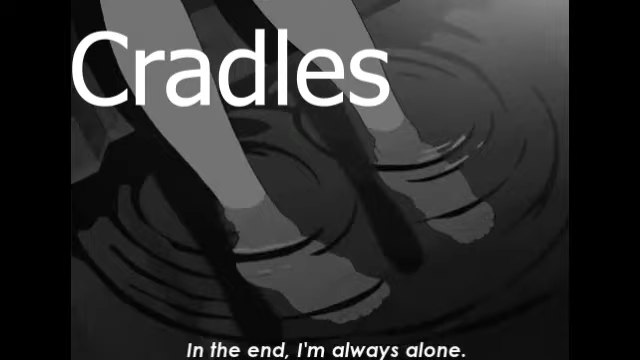 Cradles
In the end, I'm always alone.